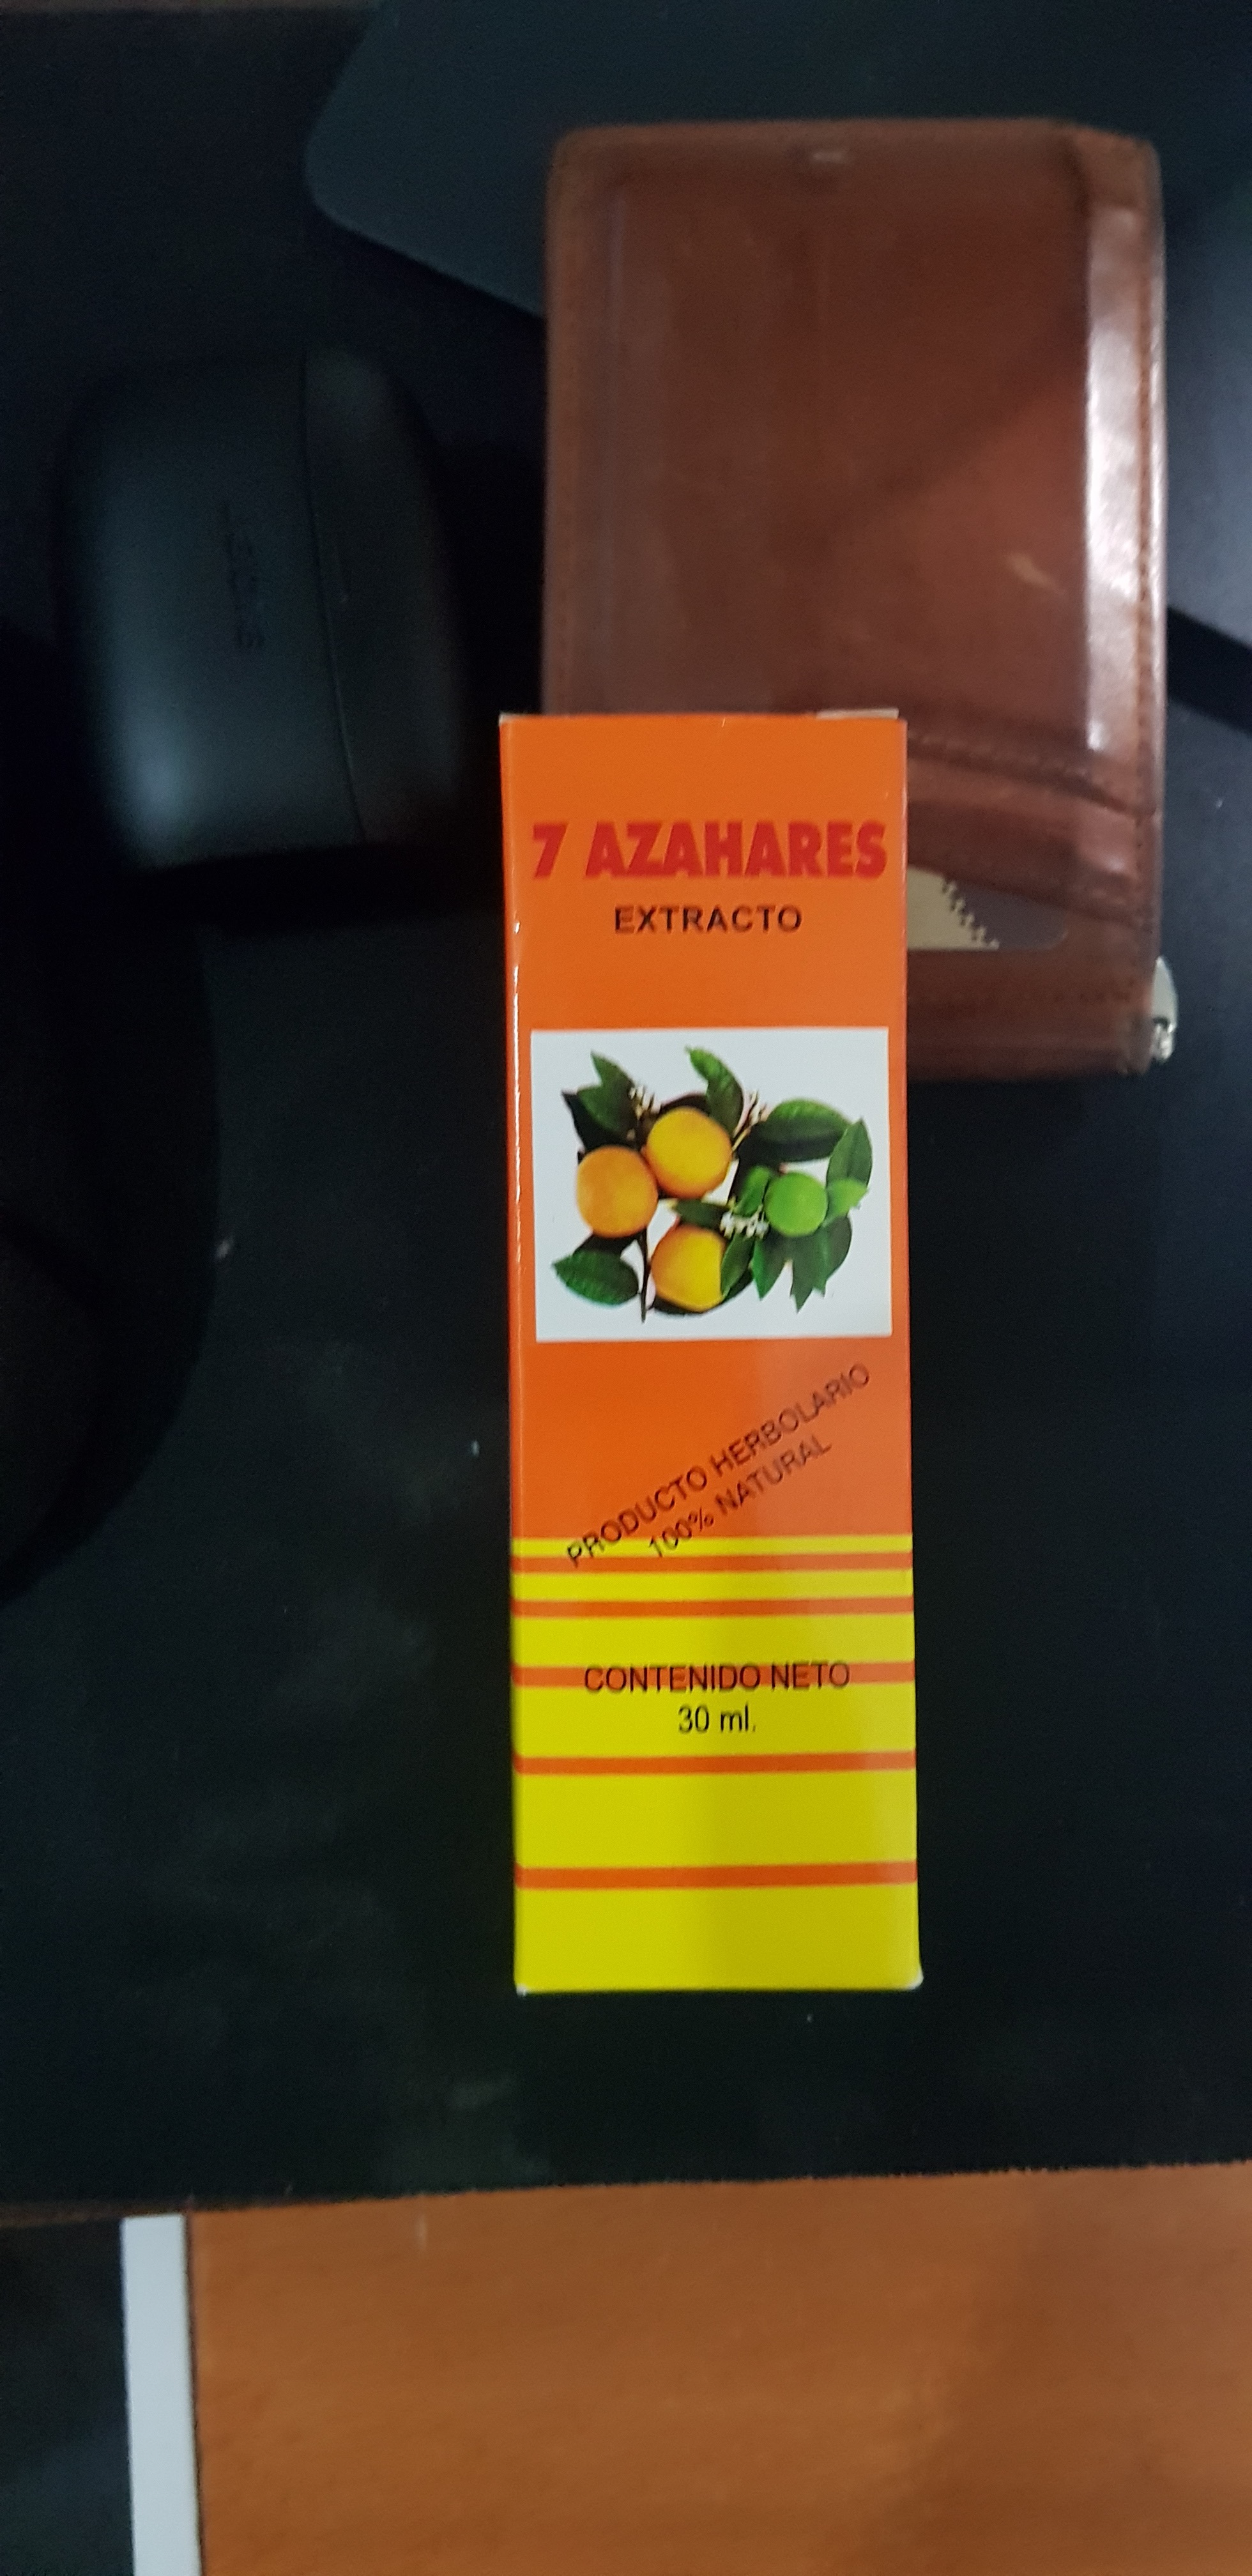 7 AZAHARES
EXTRACTO
PRODUCTO HERBOLARIO
100% NATURAL
CONTENIDO NETO
30 ml.